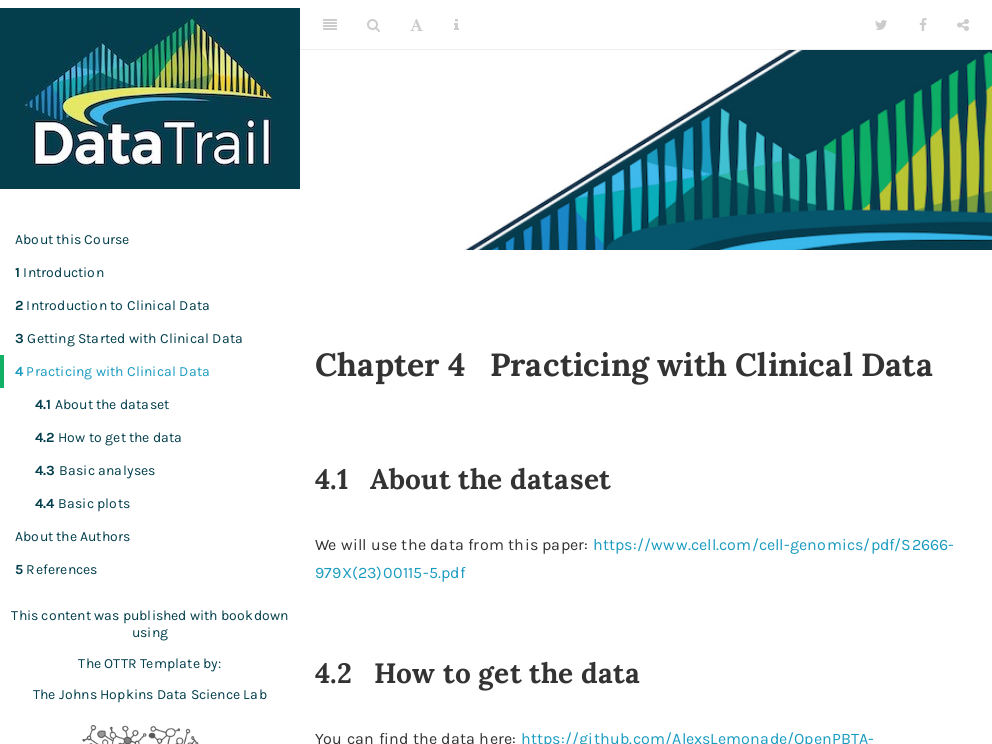 DataTrail
About this Course
1 Introduction
2 Introduction to Clinical Data
3 Getting Started with Clinical Data
4 Practicing with Clinical Data
4.1 About the dataset
4.2 How to get the data
4.3 Basic analyses
4.4 Basic plots
About the Authors
5 References
This content was published with bookdown
using
The OTTR Template by:
The Johns Hopkins Data Science Lab
Chapter 4 Practicing with Clinical Data
4.1 About the dataset
We will use the data from this paper: https://www.cell.com/cell-genomics/pdf/S2666-
979X(23)00115-5.pdf
4.2 How to get the data
You can find the data here: https://github.com/AlexsLemonade/OpenPBTA-